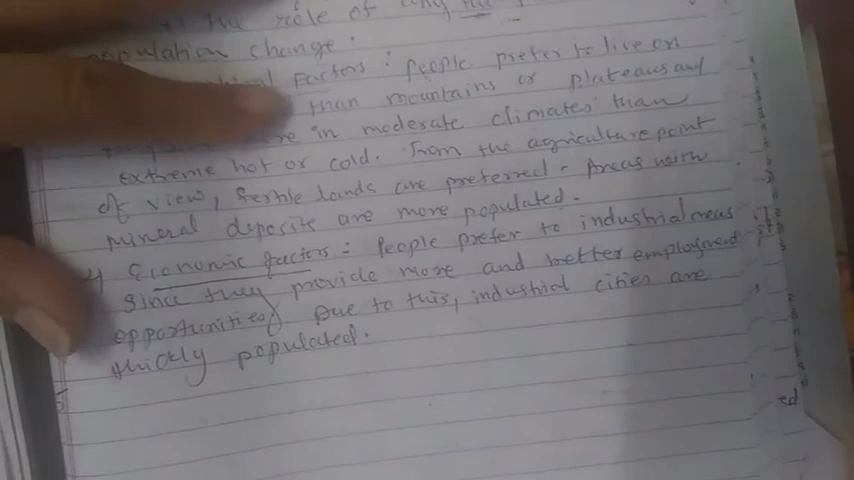 the role of any
population change.
Factors: people prefer to live on
than mountains or plateaus and
in moderate climates than
extreme hot or cold. From the agriculture point
of view, fertile lands are preferred. Areas with
mineral deposits are more populated.
Economic factors: People prefer to industrial areas
since they provide more and better employment
opportunities Due to this, industrial cities are
thickly populated.
ed